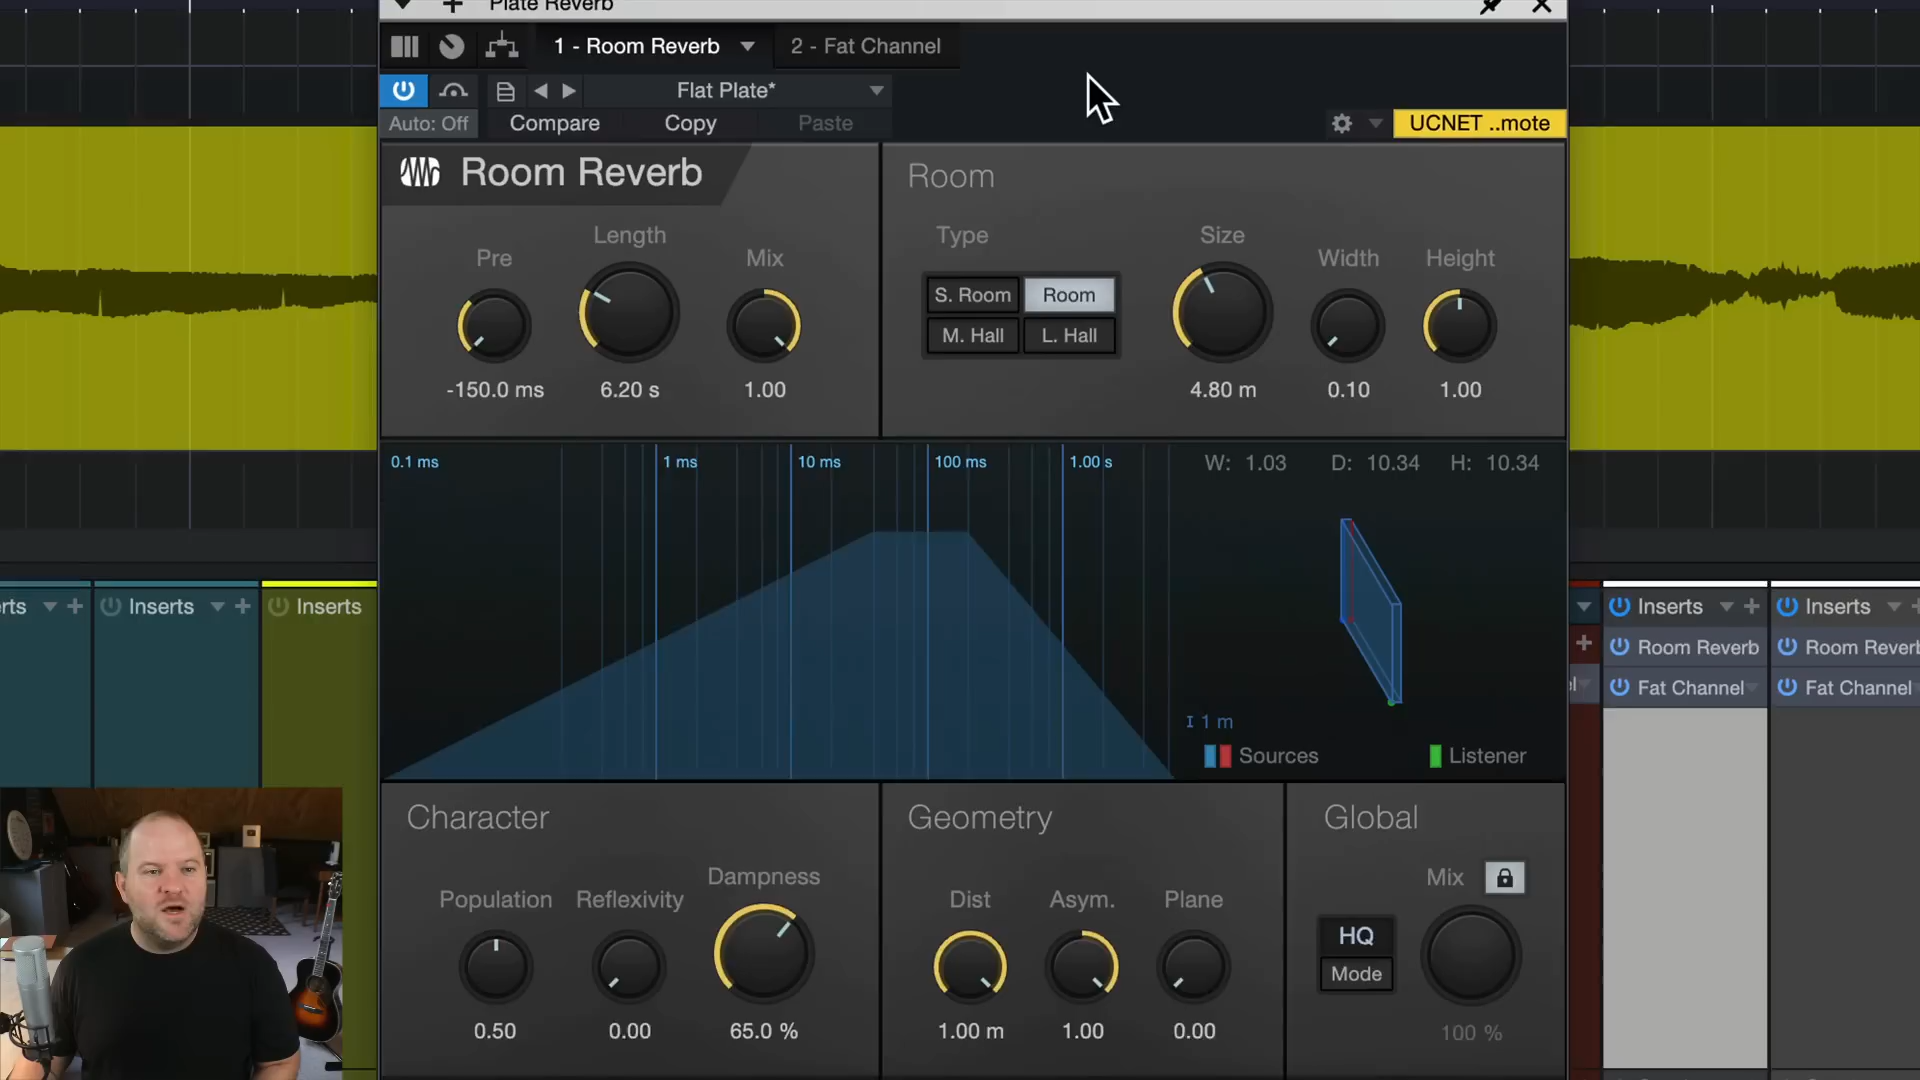 Plate Reverb
1 - Room Reverb
2 - Fat Channel
Flat Plate*
Auto: Off
Compare
Copy
Paste
UCNET ..mote
Room Reverb
Pre
Length
Mix
-150.0 ms
6.20 s
1.00
Room
Type
S. Room
Room
M. Hall
L. Hall
Size
Width
Height
4.80 m
0.10
1.00
0.1 ms
1 ms
10 ms
100 ms
1.00 s
W: 1.03
D: 10.34
H: 10.34
1 m
Sources
Listener
Character
Population
Reflexivity
Dampness
0.50
0.00
65.0 %
Geometry
Dist
Asym.
Plane
1.00 m
1.00
0.00
Global
Mix
HQ
Mode
100 %
erts
Inserts
Inserts
Inserts
Room Reverb
Fat Channel
Inserts
Room Reverb
Fat Channel